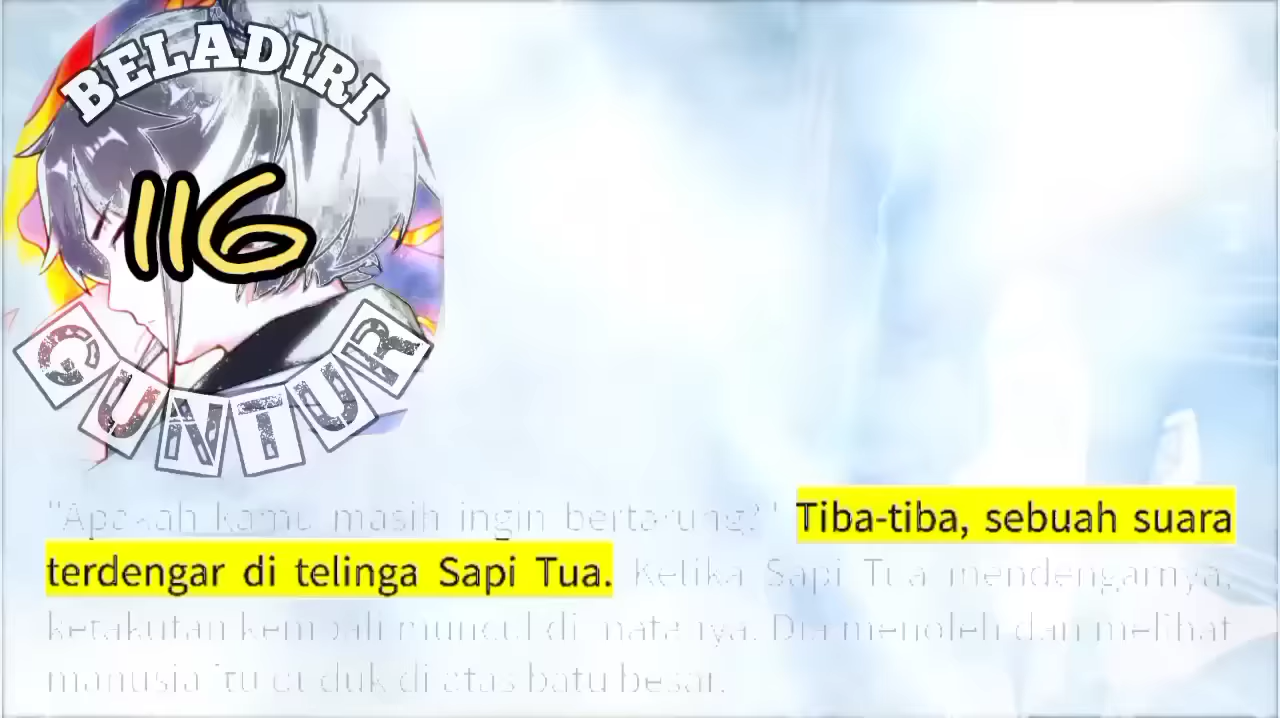 BELADIRI
116
GUNTUR
"Apakah kamu masih ingin bertarung?" Tiba-tiba, sebuah suara
terdengar di telinga Sapi Tua. Ketika Sapi Tua mendengarnya,
ketakutan kembali muncul di matanya. Dia menoleh dan melihat
manusia itu duduk di atas batu besar.